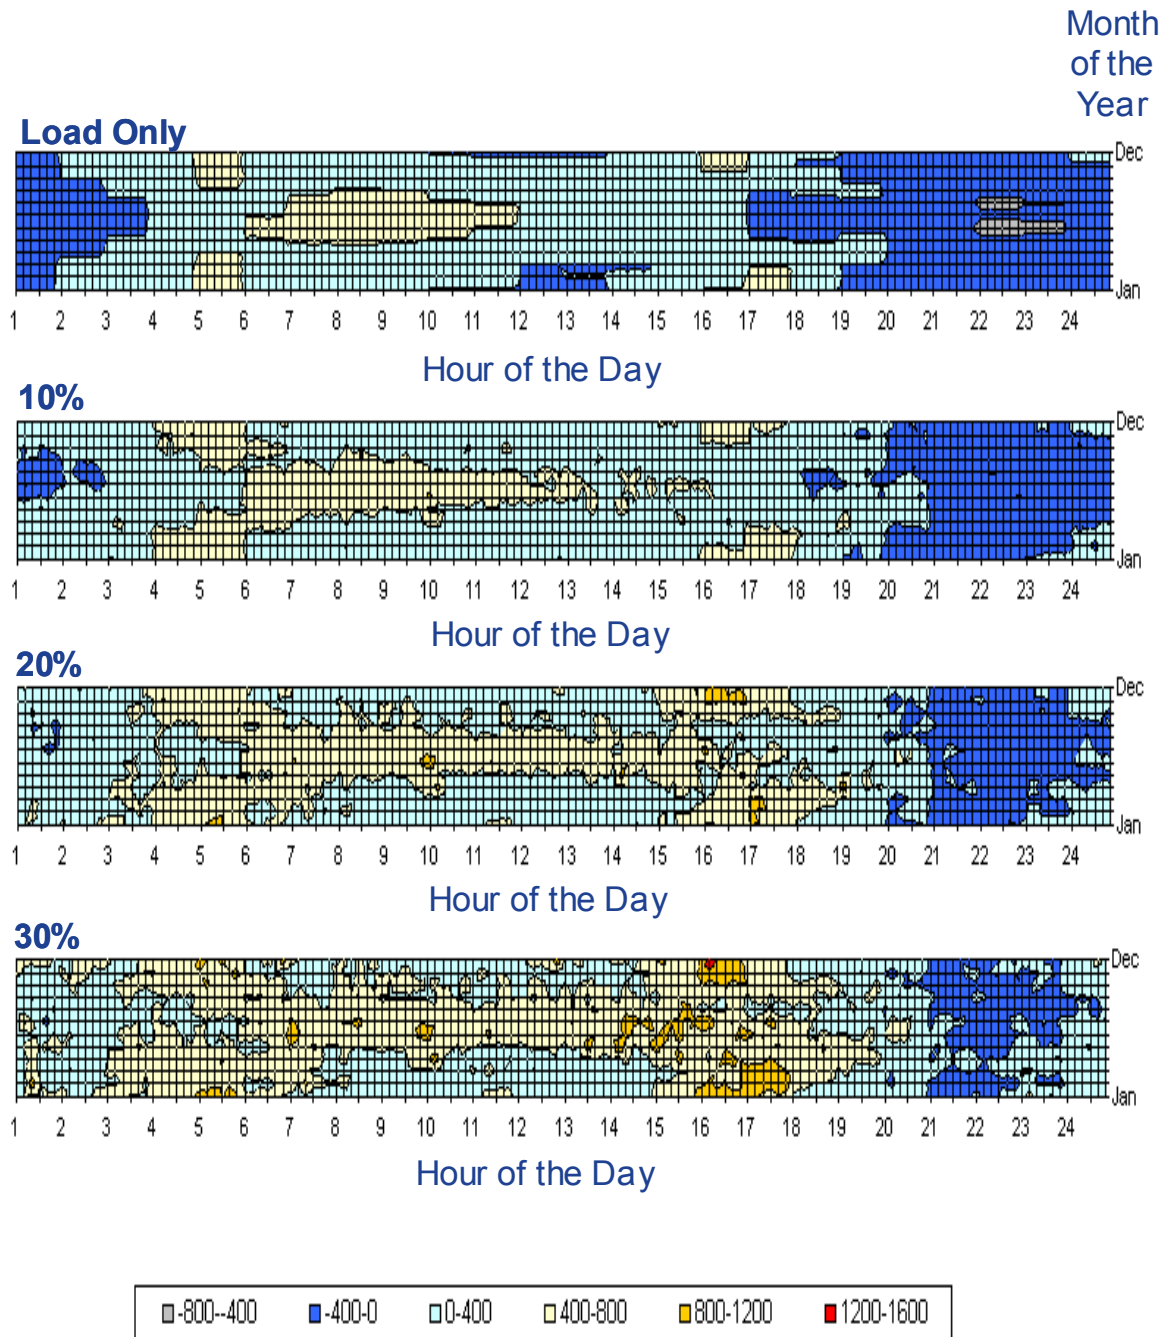 Month
of the
Year
Load Only
Dec
Jan
1 2 3 4 5 6 7 8 9 10 11 12 13 14 15 16 17 18 19 20 21 22 23 24
Hour of the Day
10%
Dec
Jan
1 2 3 4 5 6 7 8 9 10 11 12 13 14 15 16 17 18 19 20 21 22 23 24
Hour of the Day
20%
Dec
Jan
1 2 3 4 5 6 7 8 9 10 11 12 13 14 15 16 17 18 19 20 21 22 23 24
Hour of the Day
30%
Dec
Jan
1 2 3 4 5 6 7 8 9 10 11 12 13 14 15 16 17 18 19 20 21 22 23 24
Hour of the Day
-800--400 -400-0 0-400 400-800 800-1200 1200-1600